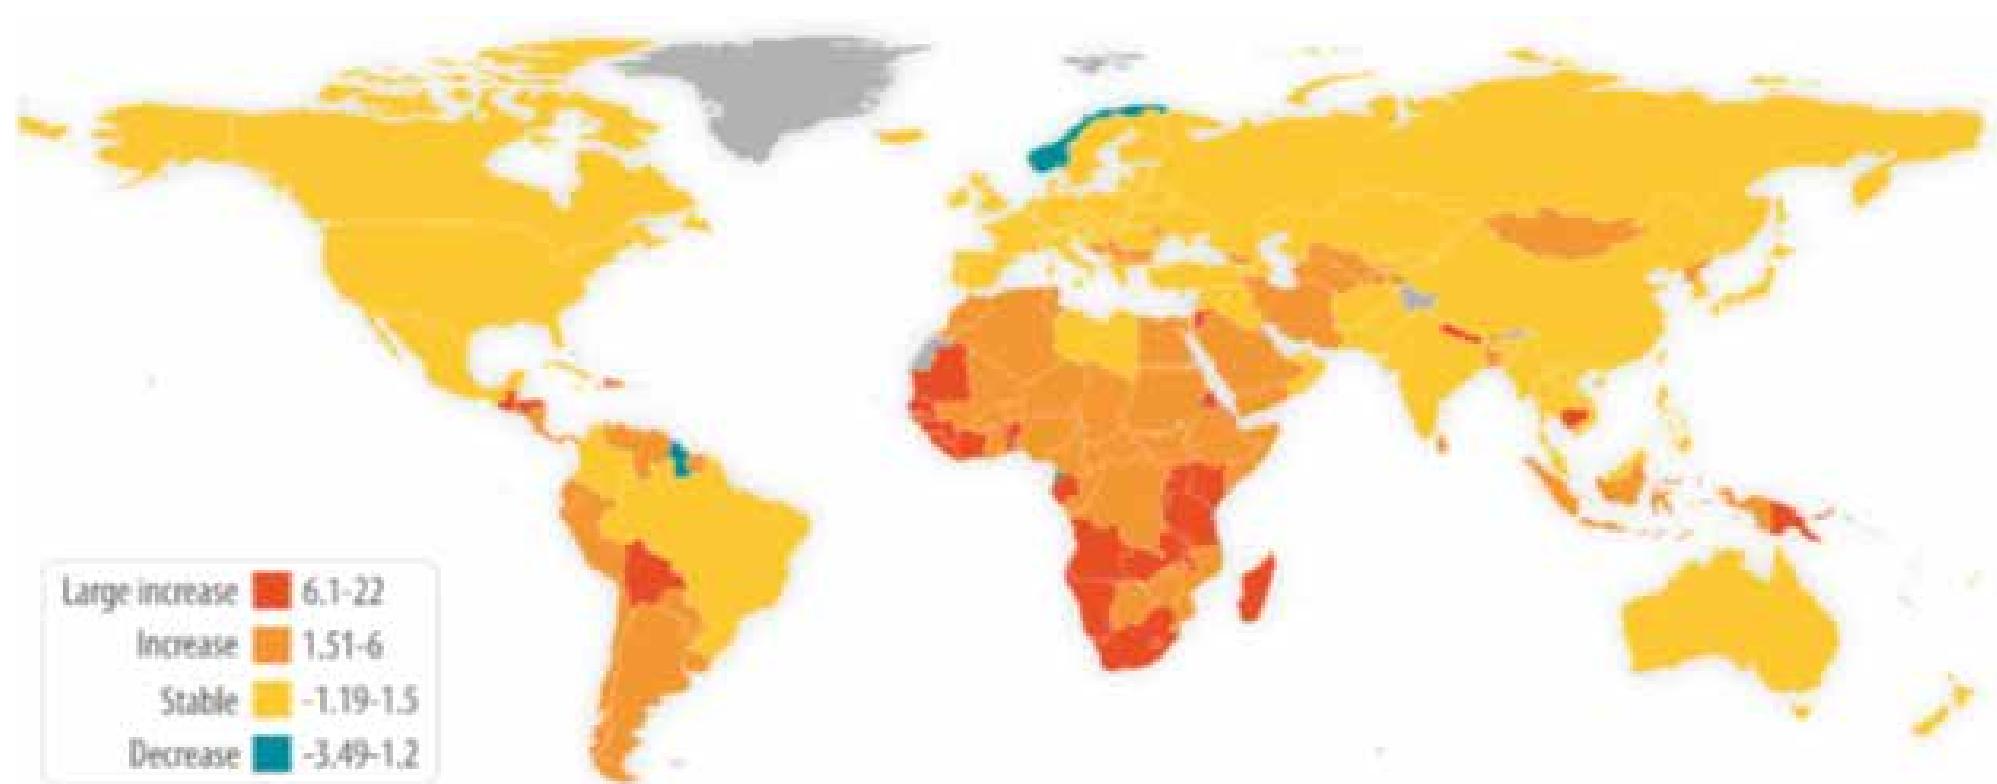 Large increase 6.1-22
Increase 1.51-6
Stable -1.19-1.5
Decrease -3.49-1.2